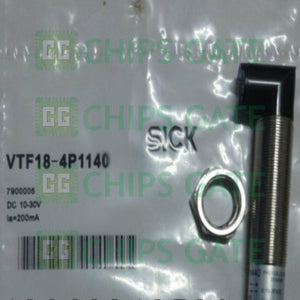 CHIPS GATE
CHIPS GATE
SICK
VTF18-4P1140
CHIPS GATE
7900006
DC 10-30V
Ia=200mA
CHIPS GATE